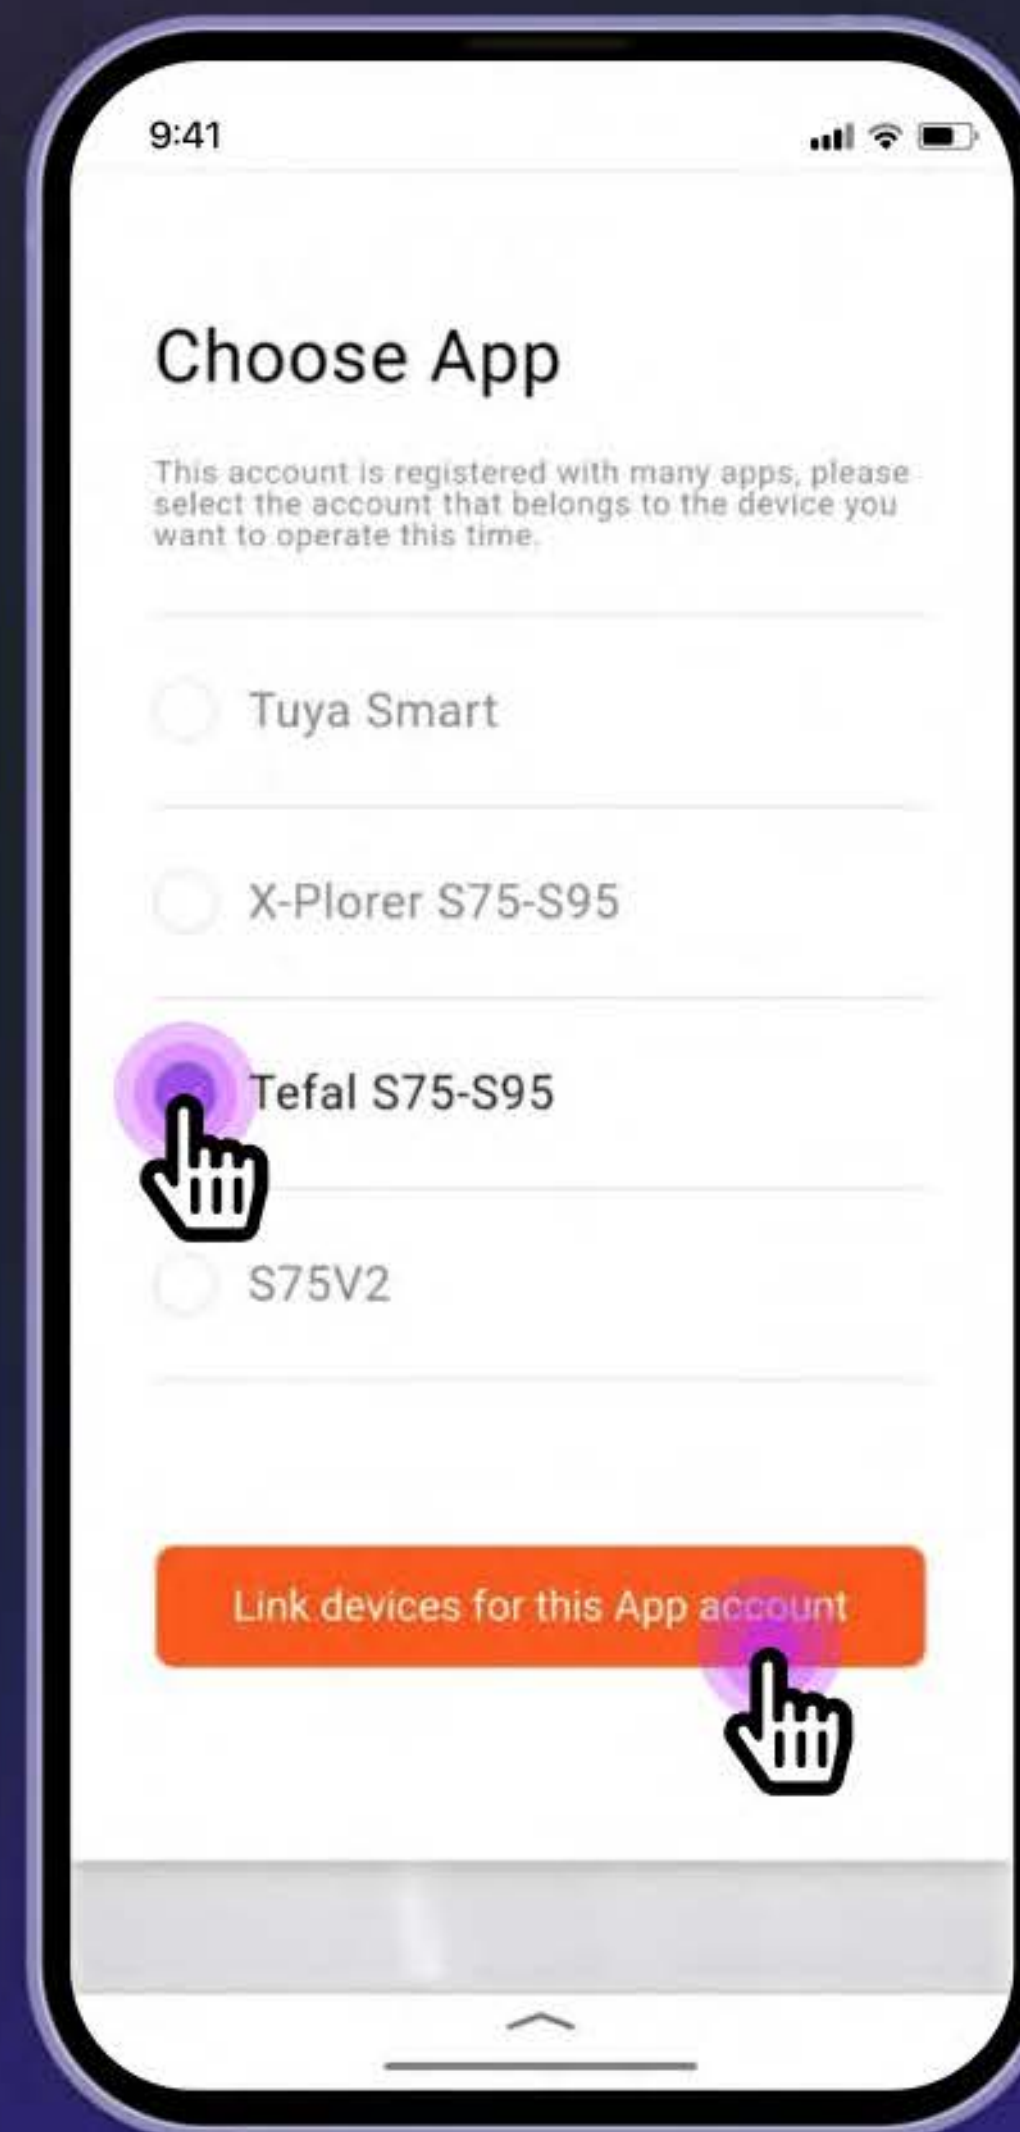 9:41
Choose App
This account is registered with many apps, please
select the account that belongs to the device you
want to operate this time.
Tuya Smart
X-Plorer S75-S95
Tefal S75-S95
S75V2
Link devices for this App account